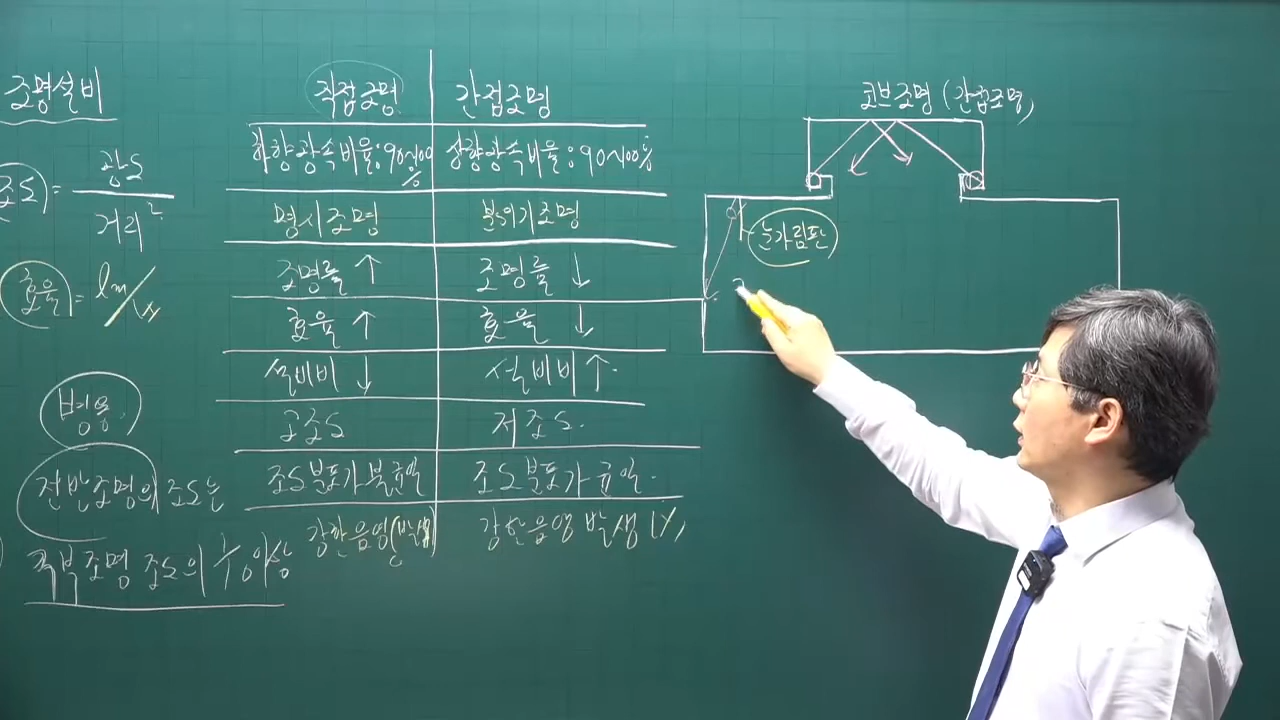 조명설비
조도 = 광도 / 거리²
효율 = lm/W
병용
전반조명의 조도는
국부조명 조도의 1/10 이상
직접조명 간접조명
하향광속비율:90~100% 상향광속비율:90~100%
명시조명 분위기조명
조명률 ↑ 조명률 ↓
효율 ↑ 효율 ↓
설비비 ↓ 설비비 ↑
고조도 저조도
조도분포가 불균일 조도분포가 균일
강한음영(발생) 강한음영 발생 (X)
코브조명 (간접조명)
눈가림판